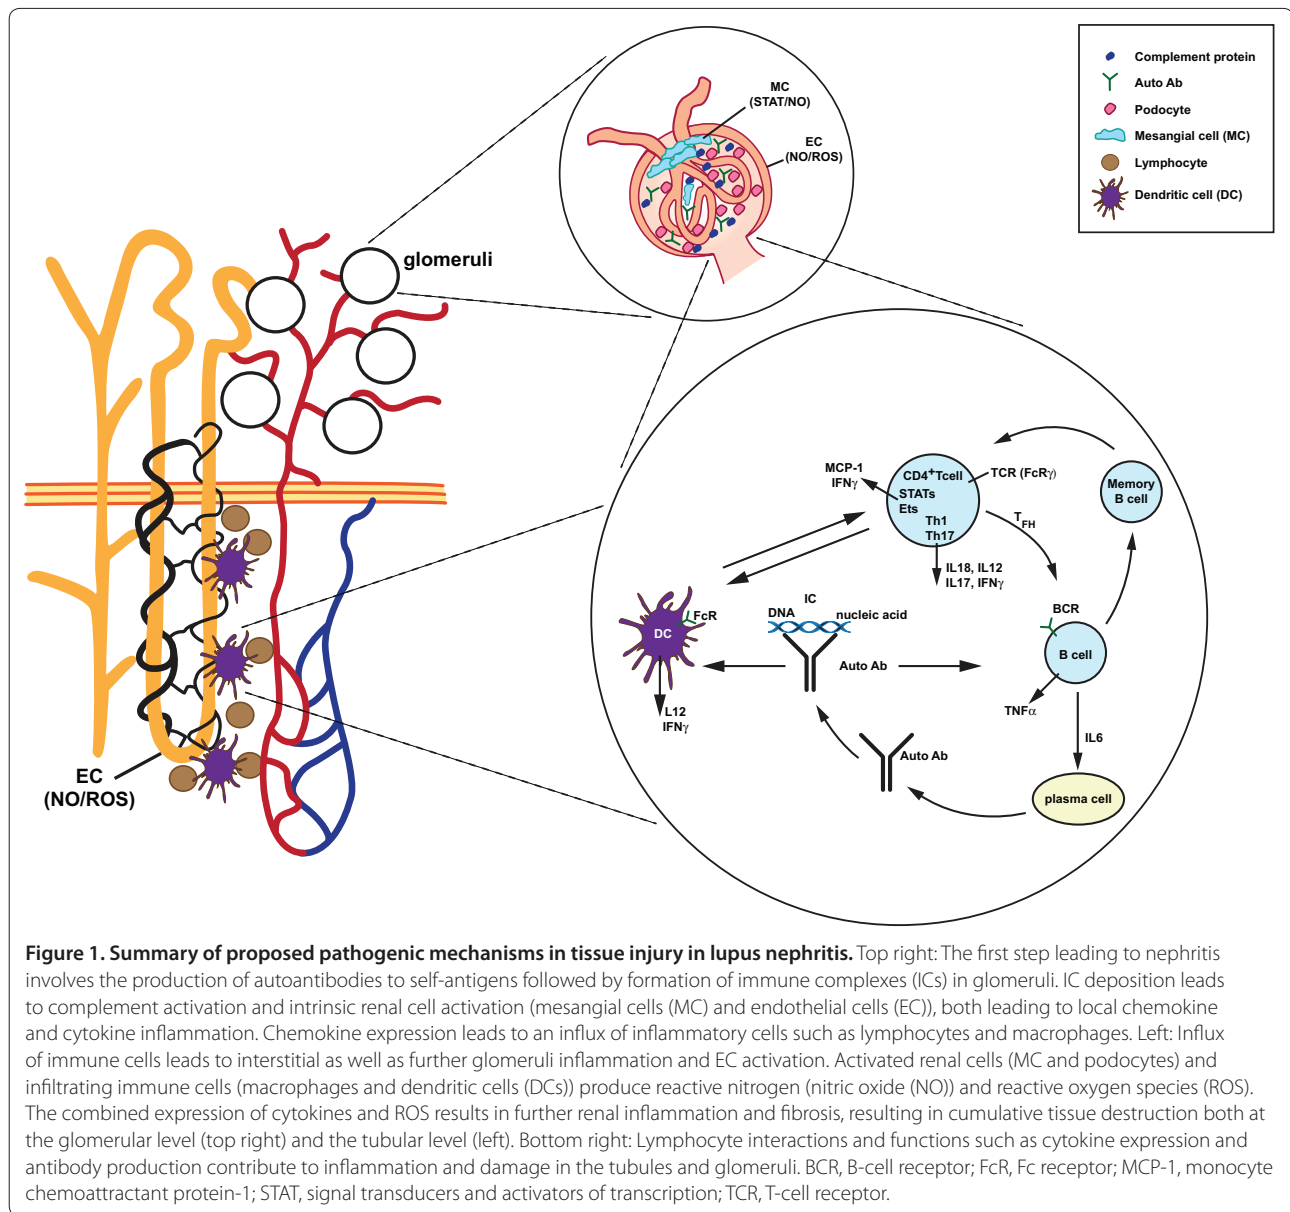 Complement protein
Auto Ab
Podocyte
Mesangial cell (MC)
Lymphocyte
Dendritic cell (DC)
MC
(STAT/NO)
EC
(NO/ROS)
glomeruli
EC
(NO/ROS)
MCP-1
IFNγ
CD4+Tcell
STATs
Ets
Th1
Th17
TCR (FcRγ)
Memory
B cell
TFH
IL18, IL12
IL17, IFNγ
IC
DNA
nucleic acid
FcR
DC
Auto Ab
BCR
B cell
L12
IFNγ
TNFα
IL6
Auto Ab
plasma cell
Figure 1. Summary of proposed pathogenic mechanisms in tissue injury in lupus nephritis. Top right: The first step leading to nephritis
involves the production of autoantibodies to self-antigens followed by formation of immune complexes (ICs) in glomeruli. IC deposition leads
to complement activation and intrinsic renal cell activation (mesangial cells (MC) and endothelial cells (EC)), both leading to local chemokine
and cytokine inflammation. Chemokine expression leads to an influx of inflammatory cells such as lymphocytes and macrophages. Left: Influx
of immune cells leads to interstitial as well as further glomeruli inflammation and EC activation. Activated renal cells (MC and podocytes) and
infiltrating immune cells (macrophages and dendritic cells (DCs)) produce reactive nitrogen (nitric oxide (NO)) and reactive oxygen species (ROS).
The combined expression of cytokines and ROS results in further renal inflammation and fibrosis, resulting in cumulative tissue destruction both at
the glomerular level (top right) and the tubular level (left). Bottom right: Lymphocyte interactions and functions such as cytokine expression and
antibody production contribute to inflammation and damage in the tubules and glomeruli. BCR, B-cell receptor; FcR, Fc receptor; MCP-1, monocyte
chemoattractant protein-1; STAT, signal transducers and activators of transcription; TCR, T-cell receptor.